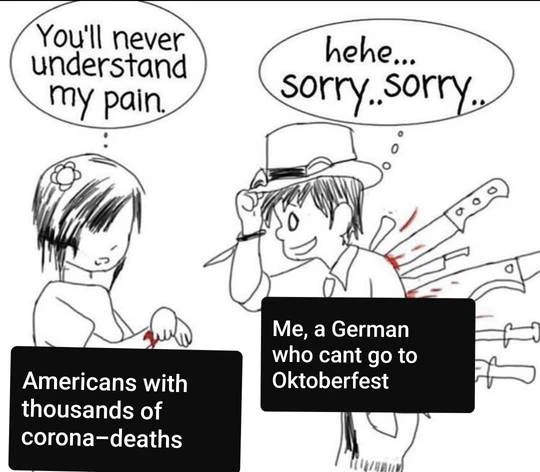 You'll never
understand
my pain.
hehe...
sorry..sorry..
Americans with
thousands of
corona-deaths
Me, a German
who cant go to
Oktoberfest